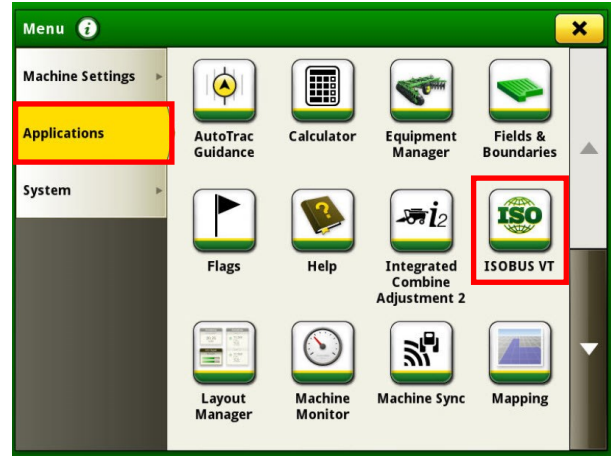 Menu i
Machine Settings
Applications
System
AutoTrac
Guidance
Calculator
Equipment
Manager
Fields &
Boundaries
Flags
?
Help
i2
Integrated
Combine
Adjustment 2
ISO
ISOBUS VT
Layout
Manager
Machine
Monitor
Machine Sync
Mapping